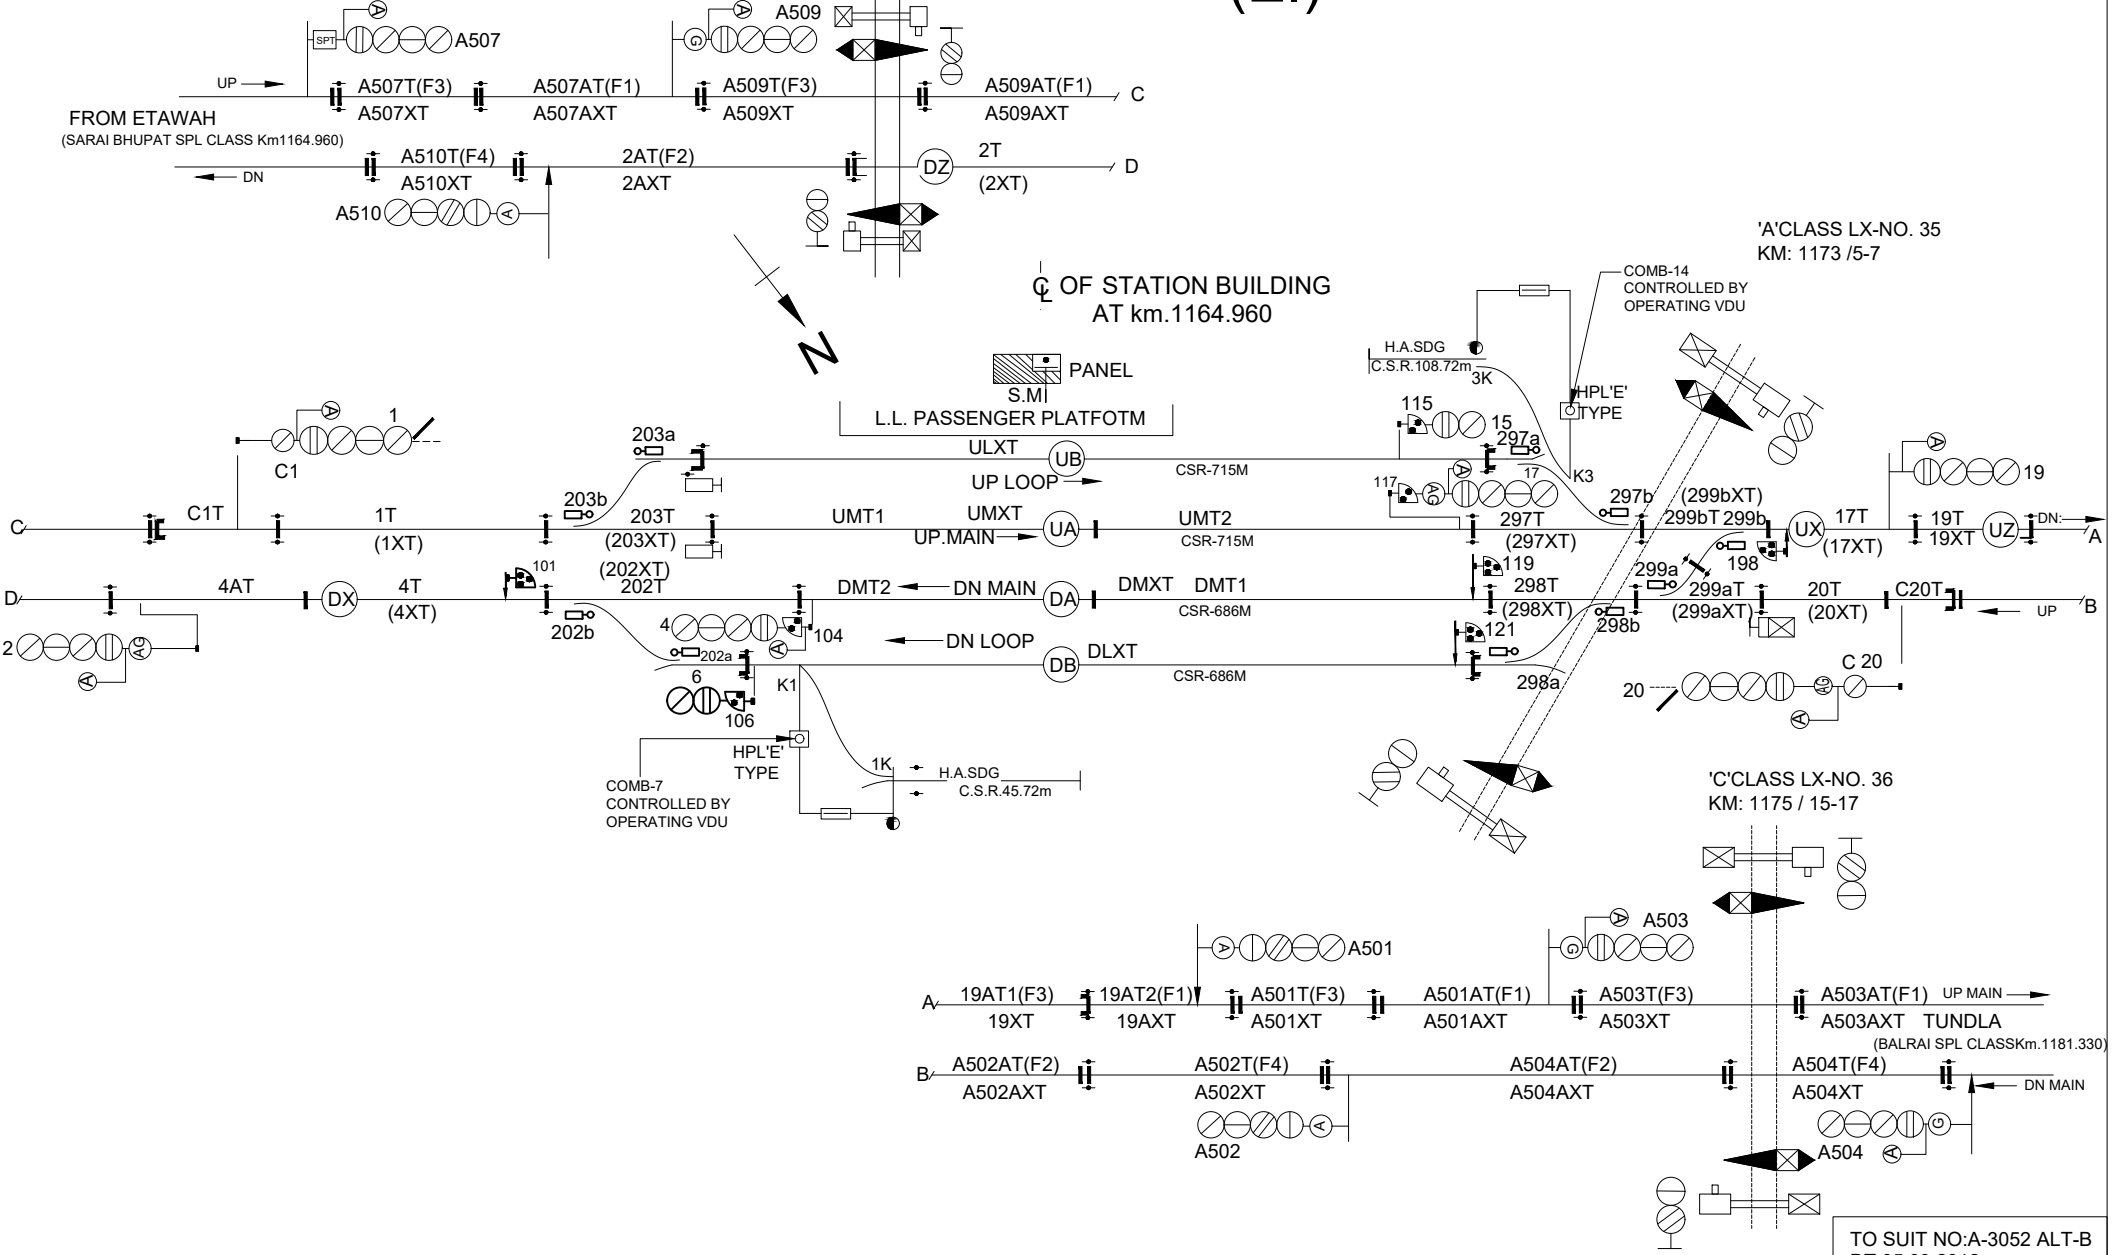 A
A
A509
SPT
A507
G
UP
A507T(F3)
A507XT
A507AT(F1)
A507AXT
A509T(F3)
A509XT
A509AT(F1)
A509AXT
C
FROM ETAWAH
(SARAI BHUPAT SPL CLASS Km1164.960)
DN
A510T(F4)
A510XT
2AT(F2)
2AXT
DZ
2T
(2XT)
D
A510
A
'A'CLASS LX-NO. 35
KM: 1173 /5-7
N
℄ OF STATION BUILDING
AT km.1164.960
COMB-14
CONTROLLED BY
OPERATING VDU
PANEL
S.M
L.L. PASSENGER PLATFOTM
H.A.SDG
C.S.R.108.72m
3K
HPL'E'
TYPE
A
1
C1
203a
ULXT
UB
UP LOOP
CSR-715M
115
15
297a
A
17
117
AG
K3
A
19
C
C1T
1T
(1XT)
203b
203T
(203XT)
UMT1
UMXT
UP.MAIN
UA
UMT2
CSR-715M
297T
(297XT)
297b
(299bXT)
299bT
299b
UX
17T
(17XT)
19T
19XT
UZ
DN:
A
D
4AT
DX
4T
(4XT)
101
(202XT)
202T
DMT2
DN MAIN
DA
DMXT
DMT1
CSR-686M
119
298T
(298XT)
298b
299a
198
299aT
(299aXT)
20T
(20XT)
C20T
UP
B
2
AG
A
202b
202a
4
104
A
DN LOOP
DB
DLXT
CSR-686M
121
298a
6
106
K1
20
AG
C 20
A
HPL'E'
TYPE
COMB-7
CONTROLLED BY
OPERATING VDU
1K
H.A.SDG
C.S.R.45.72m
'C'CLASS LX-NO. 36
KM: 1175 / 15-17
A
A501
A
A503
G
A
19AT1(F3)
19XT
19AT2(F1)
19AXT
A501T(F3)
A501XT
A501AT(F1)
A501AXT
A503T(F3)
A503XT
A503AT(F1)
A503AXT
UP MAIN
TUNDLA
(BALRAI SPL CLASSKm.1181.330)
B
A502AT(F2)
A502AXT
A502T(F4)
A502XT
A504AT(F2)
A504AXT
A504T(F4)
A504XT
DN MAIN
A502
A
A504
G
A
TO SUIT NO:A-3052 ALT-B